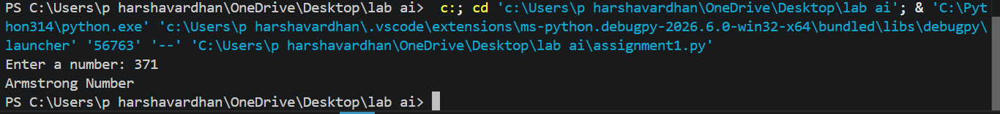 PS C:\Users\p harshavardhan\OneDrive\Desktop\lab ai>  c:; cd 'c:\Users\p harshavardhan\OneDrive\Desktop\lab ai'; & 'C:\Pyt
hon314\python.exe' 'c:\Users\p harshavardhan\.vscode\extensions\ms-python.debugpy-2026.6.0-win32-x64\bundled\libs\debugpy\
launcher' '56763' '--' 'C:\Users\p harshavardhan\OneDrive\Desktop\lab ai\assignment1.py'
Enter a number: 371
Armstrong Number
PS C:\Users\p harshavardhan\OneDrive\Desktop\lab ai>